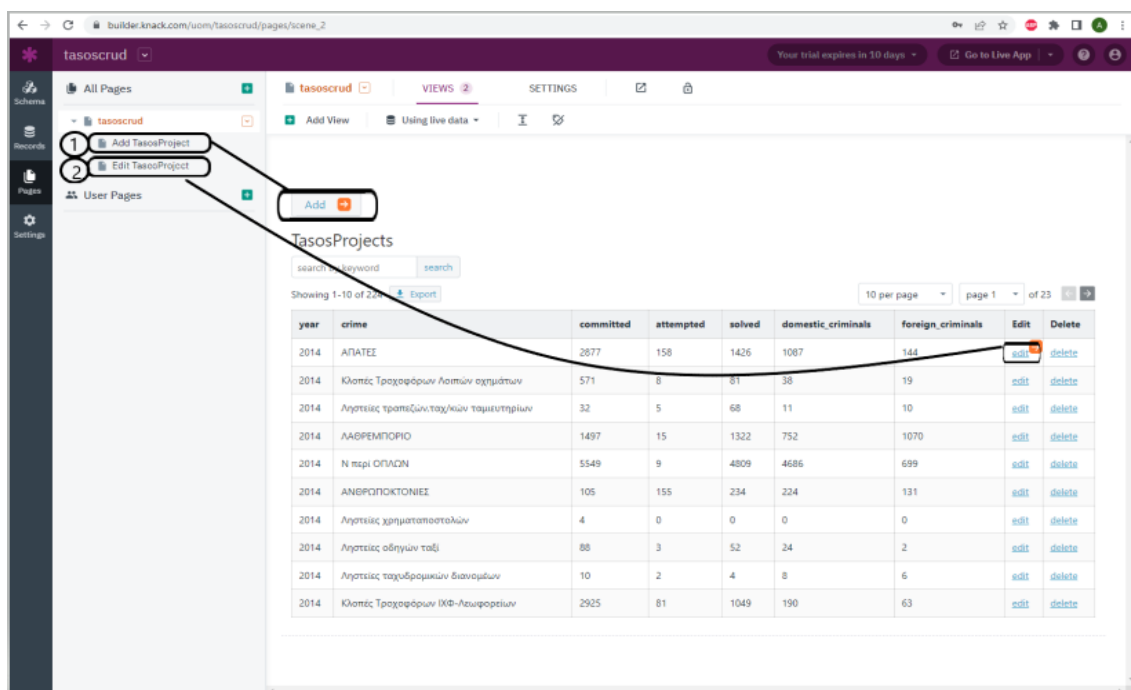 builder.knack.com/uom/tasoscrud/pages/scene_2
tasoscrud
Your trial expires in 10 days
Go to Live App
Schema
Records
Pages
Settings
All Pages
tasoscrud
1 Add TasosProject
2 Edit TasosProject
User Pages
tasoscrud VIEWS 2 SETTINGS
Add View Using live data
Add
TasosProjects
search by keyword search
Showing 1-10 of 224 Export 10 per page page 1 of 23
year crime committed attempted solved domestic_criminals foreign_criminals Edit Delete
2014 ΑΠΑΤΕΣ 2877 158 1426 1087 144 edit delete
2014 Κλοπές Τροχοφόρων Λοιπών οχημάτων 571 8 81 38 19 edit delete
2014 Ληστείες τραπεζών,ταχ/κών ταμιευτηρίων 32 5 68 11 10 edit delete
2014 ΛΑΘΡΕΜΠΟΡΙΟ 1497 15 1322 752 1070 edit delete
2014 Ν περί ΟΠΛΩΝ 5549 9 4809 4686 699 edit delete
2014 ΑΝΘΡΩΠΟΚΤΟΝΙΕΣ 105 155 234 224 131 edit delete
2014 Ληστείες χρηματαποστολών 4 0 0 0 0 edit delete
2014 Ληστείες οδηγών ταξί 88 3 52 24 2 edit delete
2014 Ληστείες ταχυδρομικών διανομέων 10 2 4 8 6 edit delete
2014 Κλοπές Τροχοφόρων ΙΧΦ-Λεωφορείων 2925 81 1049 190 63 edit delete